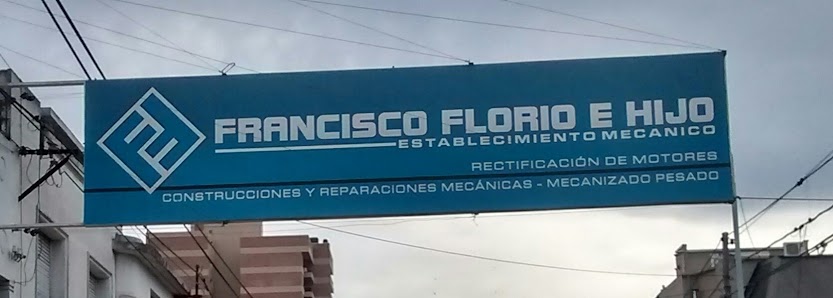 FRANCISCO FLORIO E HIJO
ESTABLECIMIENTO MECANICO
RECTIFICACIÓN DE MOTORES
CONSTRUCCIONES Y REPARACIONES MECÁNICAS - MECANIZADO PESADO